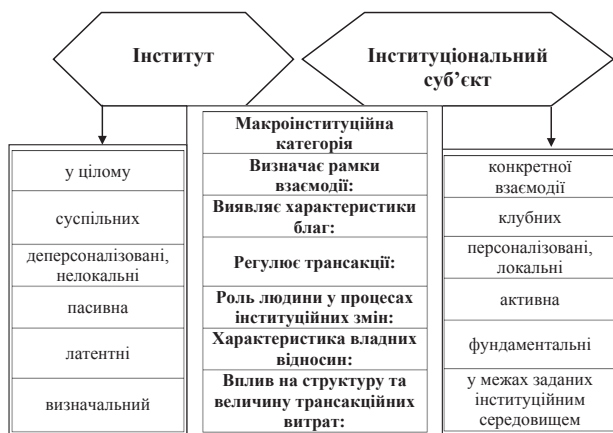 Інститут
Інституціональний
суб’єкт
у цілому
суспільних
деперсоналізовані,
нелокальні
пасивна
латентні
визначальний
Макроінституційна
категорія
Визначає рамки
взаємодії:
Виявляє характеристики
благ:
Регулює трансакції:
Роль людини у процесах
інституційних змін:
Характеристика владних
відносин:
Вплив на структуру та
величину трансакційних
витрат:
конкретної
взаємодії
клубних
персоналізовані,
локальні
активна
фундаментальні
у межах заданих
інституційним
середовищем